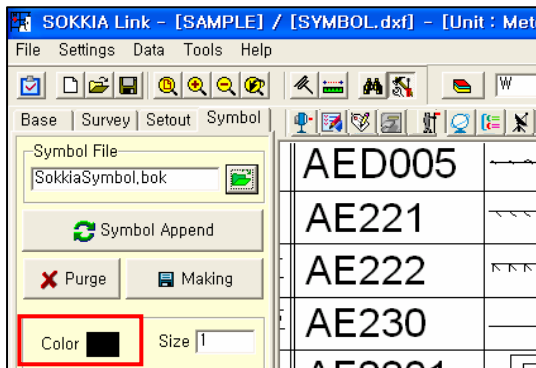 SOKKIA Link - [SAMPLE] / [SYMBOL.dxf] - [Unit : Met
File Settings Data Tools Help
W
Base Survey Setout Symbol
Symbol File
SokkiaSymbol,bok
Symbol Append
Purge Making
Color Size 1
AED005
AE221
AE222
AE230